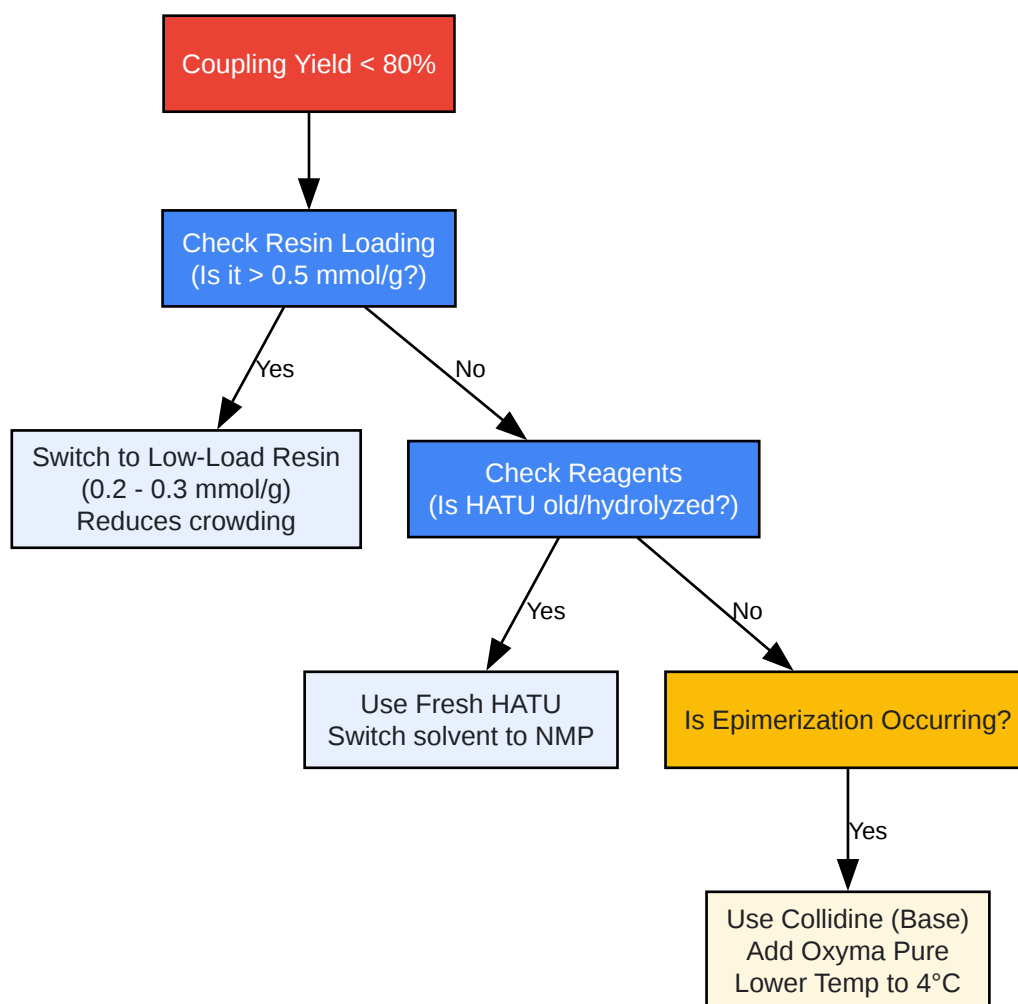 Coupling Yield < 80%
Check Resin Loading
(Is it > 0.5 mmol/g?)
Yes
No
Switch to Low-Load Resin
(0.2 - 0.3 mmol/g)
Reduces crowding
Check Reagents
(Is HATU old/hydrolyzed?)
Yes
No
Use Fresh HATU
Switch solvent to NMP
Is Epimerization Occurring?
Yes
Use Collidine (Base)
Add Oxyma Pure
Lower Temp to 4°C